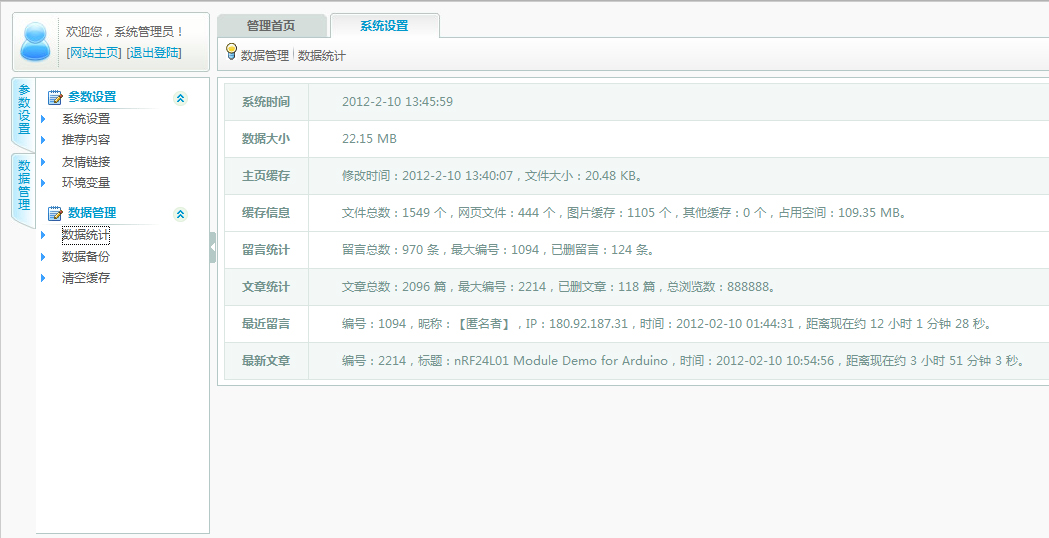 欢迎您，系统管理员！
[网站主页] [退出登陆]
管理首页
系统设置
数据管理 数据统计
参数设置
数据管理
参数设置
系统设置
推荐内容
友情链接
环境变量
数据管理
数据统计
数据备份
清空缓存
系统时间 2012-2-10 13:45:59
数据大小 22.15 MB
主页缓存 修改时间：2012-2-10 13:40:07，文件大小：20.48 KB。
缓存信息 文件总数：1549 个，网页文件：444 个，图片缓存：1105 个，其他缓存：0 个，占用空间：109.35 MB。
留言统计 留言总数：970 条，最大编号：1094，已删留言：124 条。
文章统计 文章总数：2096 篇，最大编号：2214，已删文章：118 篇，总浏览数：888888。
最近留言 编号：1094，昵称：【匿名者】，IP：180.92.187.31，时间：2012-02-10 01:44:31，距离现在约 12 小时 1 分钟 28 秒。
最新文章 编号：2214，标题：nRF24L01 Module Demo for Arduino，时间：2012-02-10 10:54:56，距离现在约 3 小时 51 分钟 3 秒。